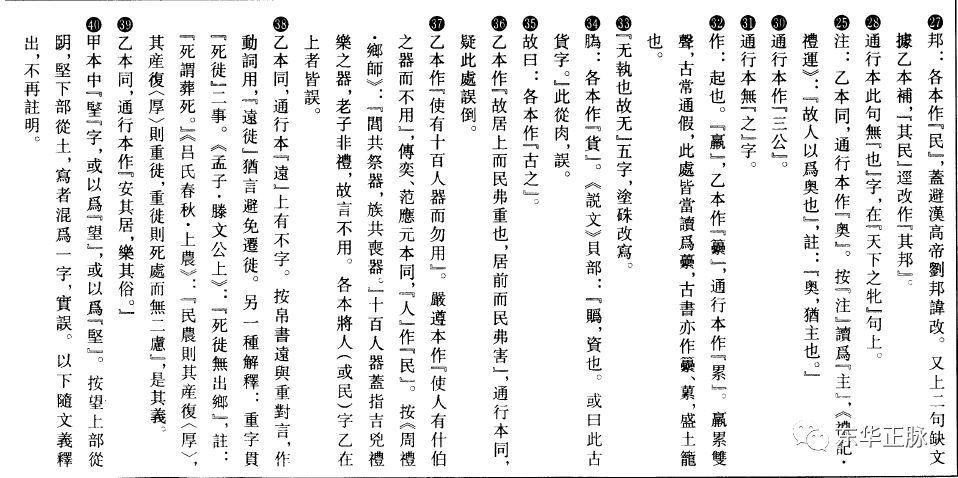 ㉗邦：各本作『民』，蓋避漢高帝劉邦諱改。又上二句缺文
據乙本補，『其民』逕改作『其邦』。
㉘通行本此句無『也』字，在『天下之牝』句上。
㉕注：乙本同，通行本作『奥』。按『注』讀爲『主』，《禮記·
禮運》：『故人以爲奥也』，註：『奥，猶主也。』
㉚通行本作『三公』。
㉛通行本無『之』字。
㉜作：起也。『羸』，乙本作『虆』，通行本作『累』。羸累雙
聲，古常通假，此處皆當讀爲蘽，古書亦作虆、蔂，盛土籠
也。
㉝『无執也故无』五字，塗硃改寫。
㉞䐲：各本作『貨』。《説文》貝部：『䞈，資也。或曰此古
貨字。』此從肉，誤。
㉟故曰：各本作『古之』。
㊱乙本作『故居上而民弗重也，居前而民弗害』，通行本同，
疑此處誤倒。
㊲乙本作『使有十百人器而勿用』。嚴遵本作『使人有什伯
之器而不用』，傅奕、范應元本同，『人』作『民』。按《周禮
·鄉師》：『閭共祭器，族共喪器。』十百人器蓋指吉兇禮
樂之器，老子非禮，故言不用。各本將人（或民）字乙在
上者皆誤。
㊳乙本同，通行本『遠』上有不字。按帛書遠與重對言，作
動詞用，『遠徙』猶言避免遷徙。另一種解釋：重字貫
『死徙』二事。《孟子·滕文公上》：『死徙無出鄉』，註：
『死謂葬死。』《吕氏春秋·上農》：『民農則其産復〈厚〉，
其産復〈厚〉則重徙，重徙則死處而無二慮』，是其義。
㊴乙本同，通行本作『安其居，樂其俗。』
㊵甲本中『朢』字，或以爲『望』，或以爲『堅』。按望上部從
朢，堅下部從土，寫者混爲一字，實誤。以下隨文義釋
出，不再註明。
东华正脉